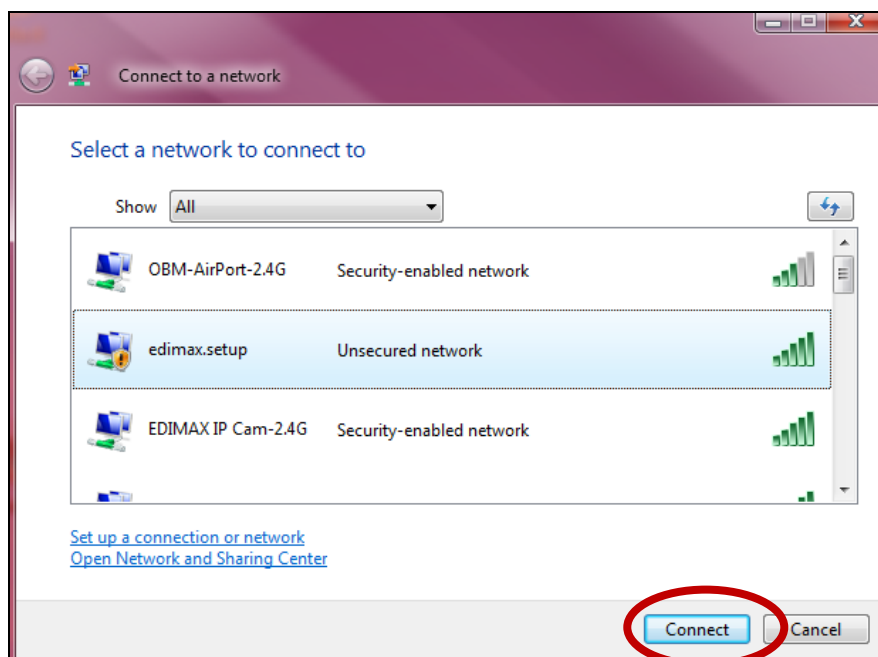 Connect to a network
Select a network to connect to
Show All
OBM-AirPort-2.4G Security-enabled network
edimax.setup Unsecured network
EDIMAX IP Cam-2.4G Security-enabled network
Set up a connection or network
Open Network and Sharing Center
Connect Cancel